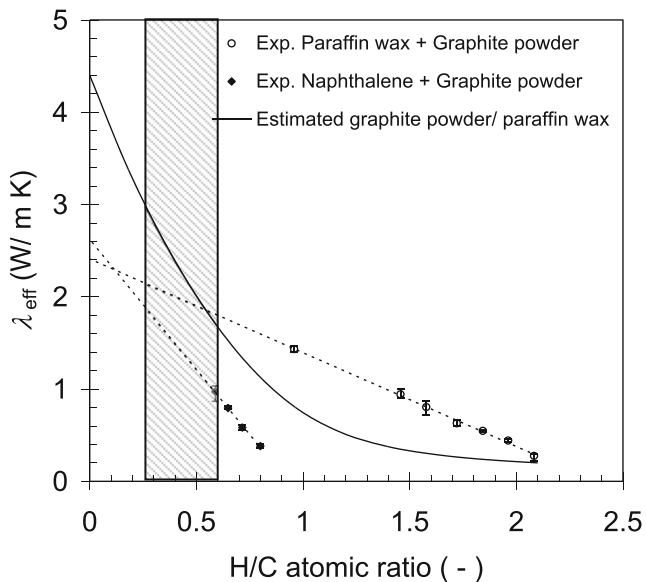 5
4
3
2
1
0
λeff (W/ m K)
Exp. Paraffin wax + Graphite powder
Exp. Naphthalene + Graphite powder
Estimated graphite powder/ paraffin wax
0 0.5 1 1.5 2 2.5
H/C atomic ratio ( - )